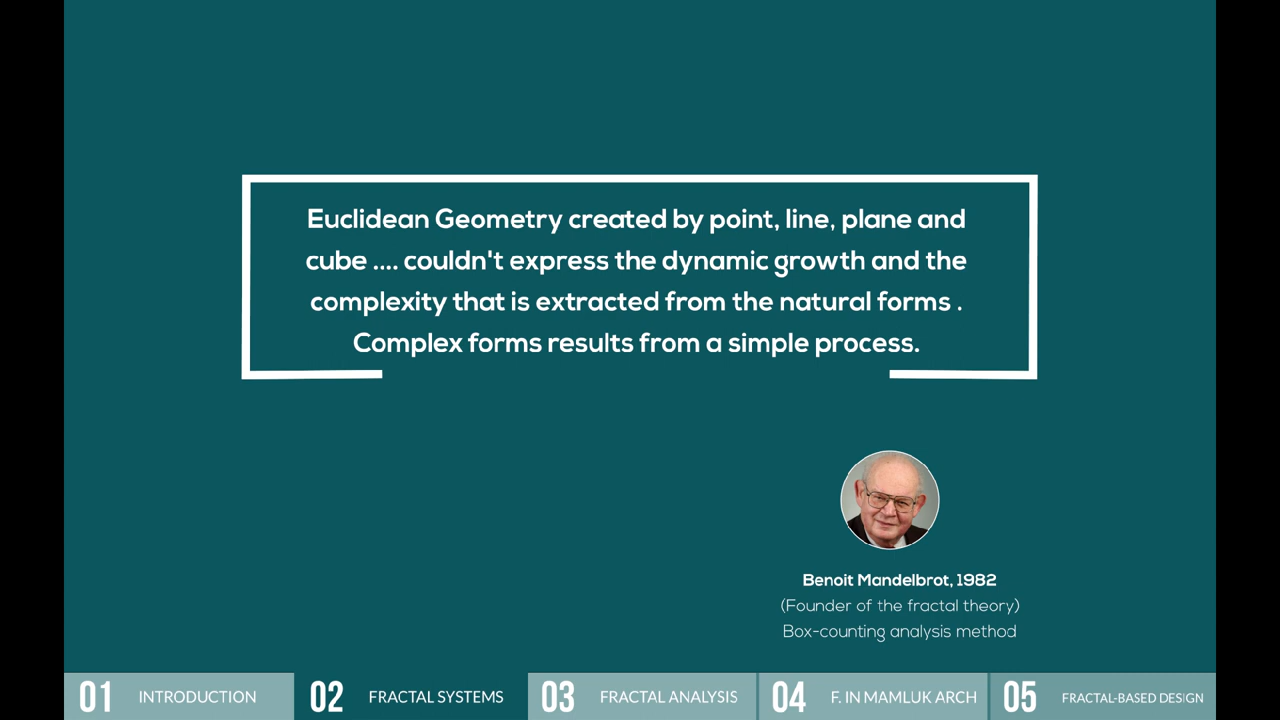 Euclidean Geometry created by point, line, plane and
cube .... couldn't express the dynamic growth and the
complexity that is extracted from the natural forms .
Complex forms results from a simple process.
Benoit Mandelbrot, 1982
(Founder of the fractal theory)
Box-counting analysis method
01 INTRODUCTION
02 FRACTAL SYSTEMS
03 FRACTAL ANALYSIS
04 F. IN MAMLUK ARCH
05 FRACTAL-BASED DESIGN